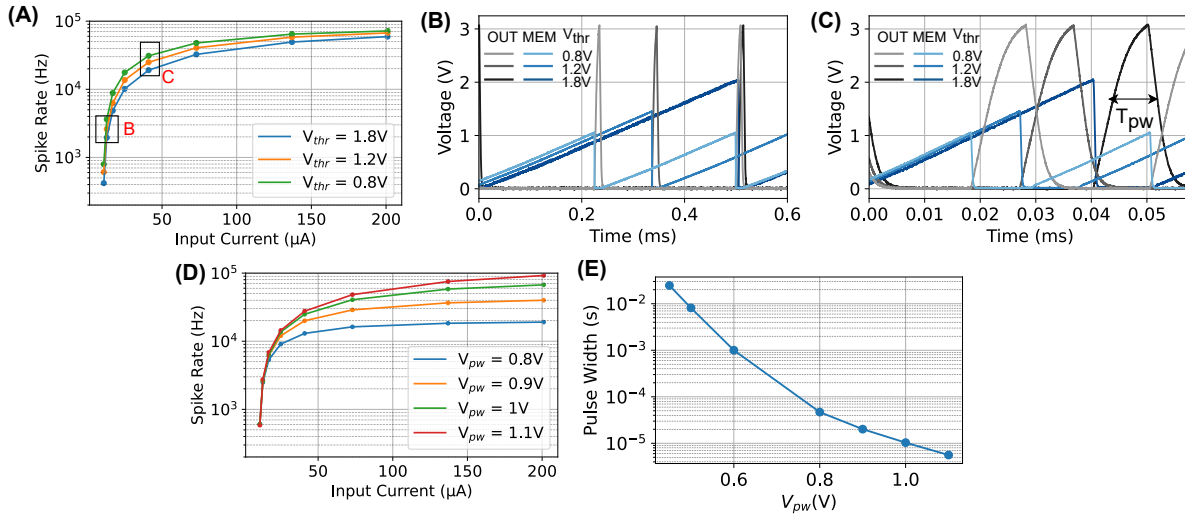 (A)
Spike Rate (Hz)
10^5
10^4
10^3
C
B
V_thr = 1.8V
V_thr = 1.2V
V_thr = 0.8V
0 50 100 150 200
Input Current (µA)
(B)
Voltage (V)
3
2
1
0
OUT MEM V_thr
0.8V
1.2V
1.8V
0.0 0.2 0.4 0.6
Time (ms)
(C)
Voltage (V)
3
2
1
0
OUT MEM V_thr
0.8V
1.2V
1.8V
T_pw
0.00 0.01 0.02 0.03 0.04 0.05
Time (ms)
(D)
Spike Rate (Hz)
10^5
10^4
10^3
V_pw = 0.8V
V_pw = 0.9V
V_pw = 1V
V_pw = 1.1V
50 100 150 200
Input Current (µA)
(E)
Pulse Width (s)
10^−2
10^−3
10^−4
10^−5
0.6 0.8 1.0
V_pw(V)